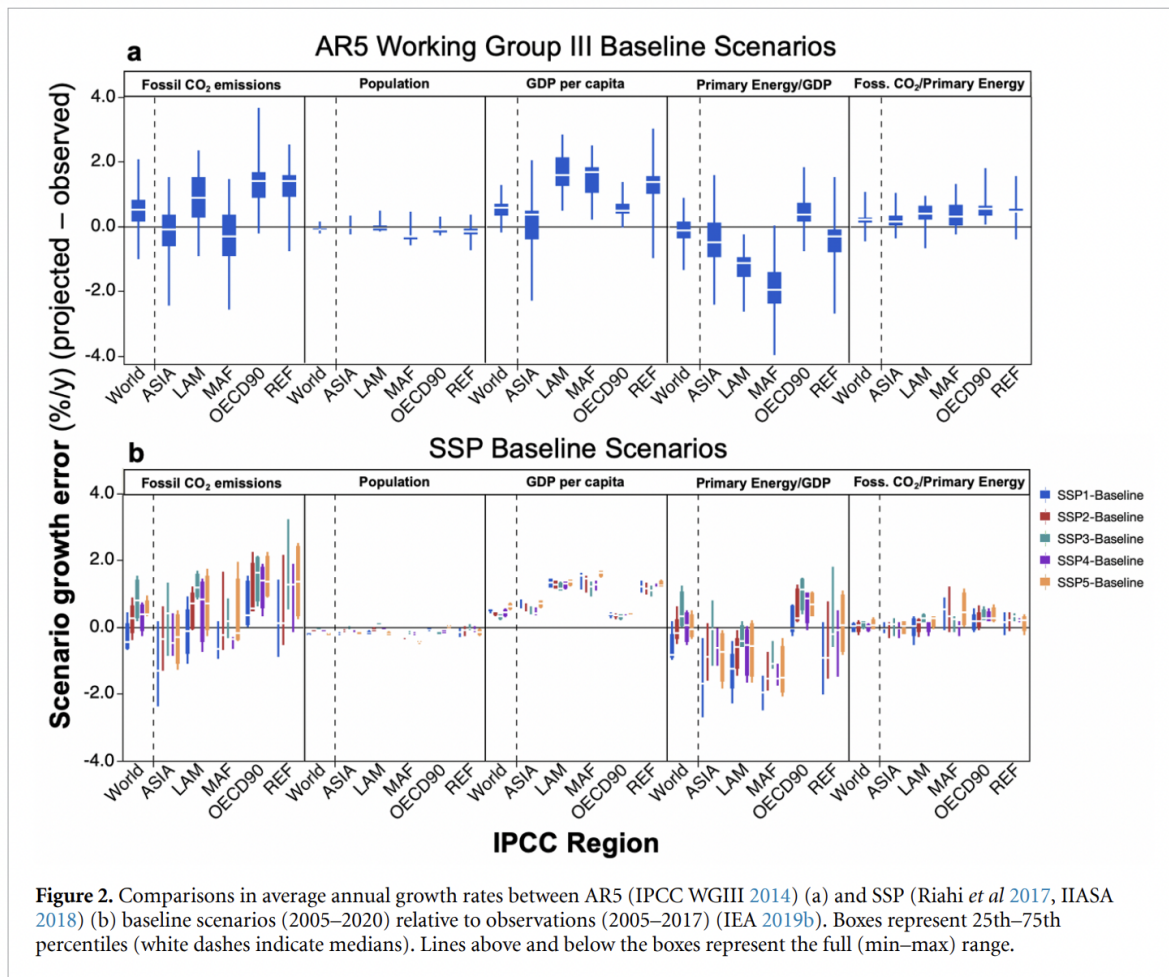 a
AR5 Working Group III Baseline Scenarios
Fossil CO₂ emissions Population GDP per capita Primary Energy/GDP Foss. CO₂/Primary Energy
4.0
2.0
0.0
-2.0
-4.0
World ASIA LAM MAF OECD90 REF World ASIA LAM MAF OECD90 REF World ASIA LAM MAF OECD90 REF World ASIA LAM MAF OECD90 REF World ASIA LAM MAF OECD90 REF
Scenario growth error (%/y) (projected – observed)
b
SSP Baseline Scenarios
Fossil CO₂ emissions Population GDP per capita Primary Energy/GDP Foss. CO₂/Primary Energy
4.0
2.0
0.0
-2.0
-4.0
SSP1-Baseline
SSP2-Baseline
SSP3-Baseline
SSP4-Baseline
SSP5-Baseline
World ASIA LAM MAF OECD90 REF World ASIA LAM MAF OECD90 REF World ASIA LAM MAF OECD90 REF World ASIA LAM MAF OECD90 REF World ASIA LAM MAF OECD90 REF
IPCC Region
Figure 2. Comparisons in average annual growth rates between AR5 (IPCC WGIII 2014) (a) and SSP (Riahi et al 2017, IIASA
2018) (b) baseline scenarios (2005–2020) relative to observations (2005–2017) (IEA 2019b). Boxes represent 25th–75th
percentiles (white dashes indicate medians). Lines above and below the boxes represent the full (min–max) range.